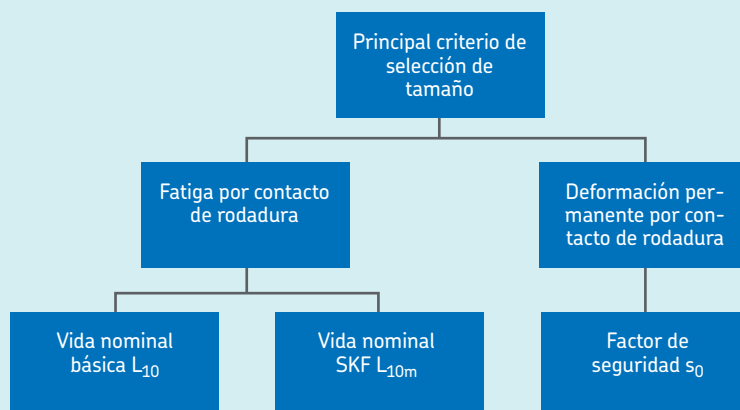 Principal criterio de
selección de
tamaño
Fatiga por contacto
de rodadura
Deformación per-
manente por con-
tacto de rodadura
Vida nominal
básica L10
Vida nominal
SKF L10m
Factor de
seguridad s0